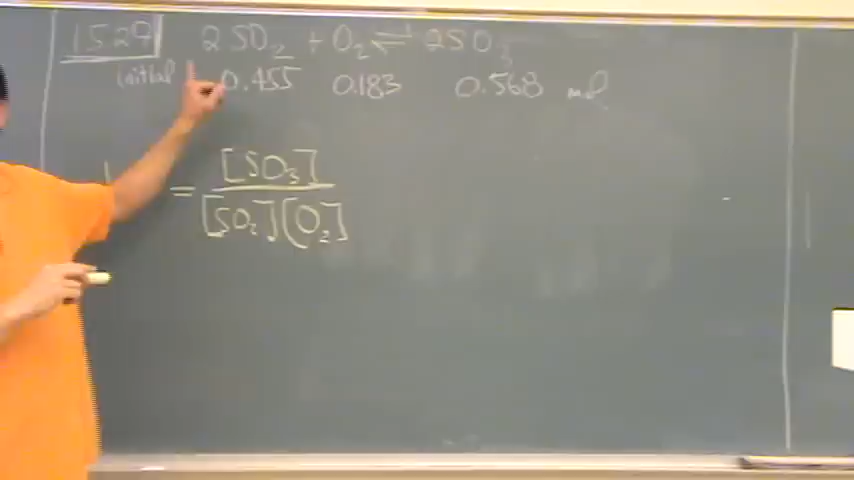 15.29 2SO₂ + O₂ ⇌ 2SO₃
initial 0.455 0.183 0.568 mol
= [SO₃]
[SO₂][O₂]